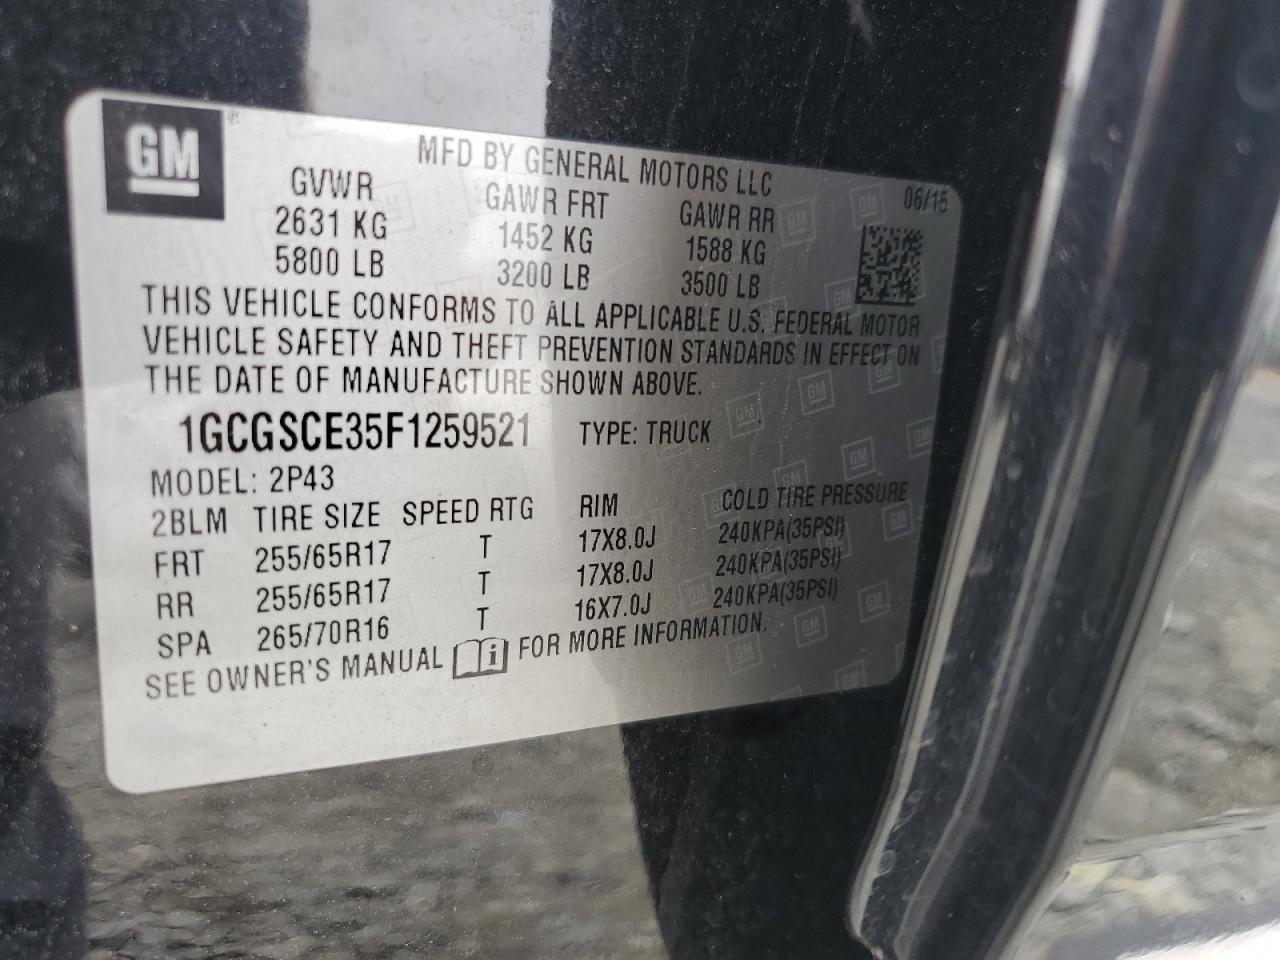 GM ®
MFD BY GENERAL MOTORS LLC
06/15
GVWR GAWR FRT GAWR RR
2631 KG 1452 KG 1588 KG
5800 LB 3200 LB 3500 LB
THIS VEHICLE CONFORMS TO ALL APPLICABLE U.S. FEDERAL MOTOR
VEHICLE SAFETY AND THEFT PREVENTION STANDARDS IN EFFECT ON
THE DATE OF MANUFACTURE SHOWN ABOVE.
1GCGSCE35F1259521 TYPE: TRUCK
MODEL: 2P43
2BLM TIRE SIZE SPEED RTG RIM COLD TIRE PRESSURE
FRT 255/65R17 T 17X8.0J 240KPA(35PSI)
RR 255/65R17 T 17X8.0J 240KPA(35PSI)
SPA 265/70R16 T 16X7.0J 240KPA(35PSI)
SEE OWNER'S MANUAL i FOR MORE INFORMATION.